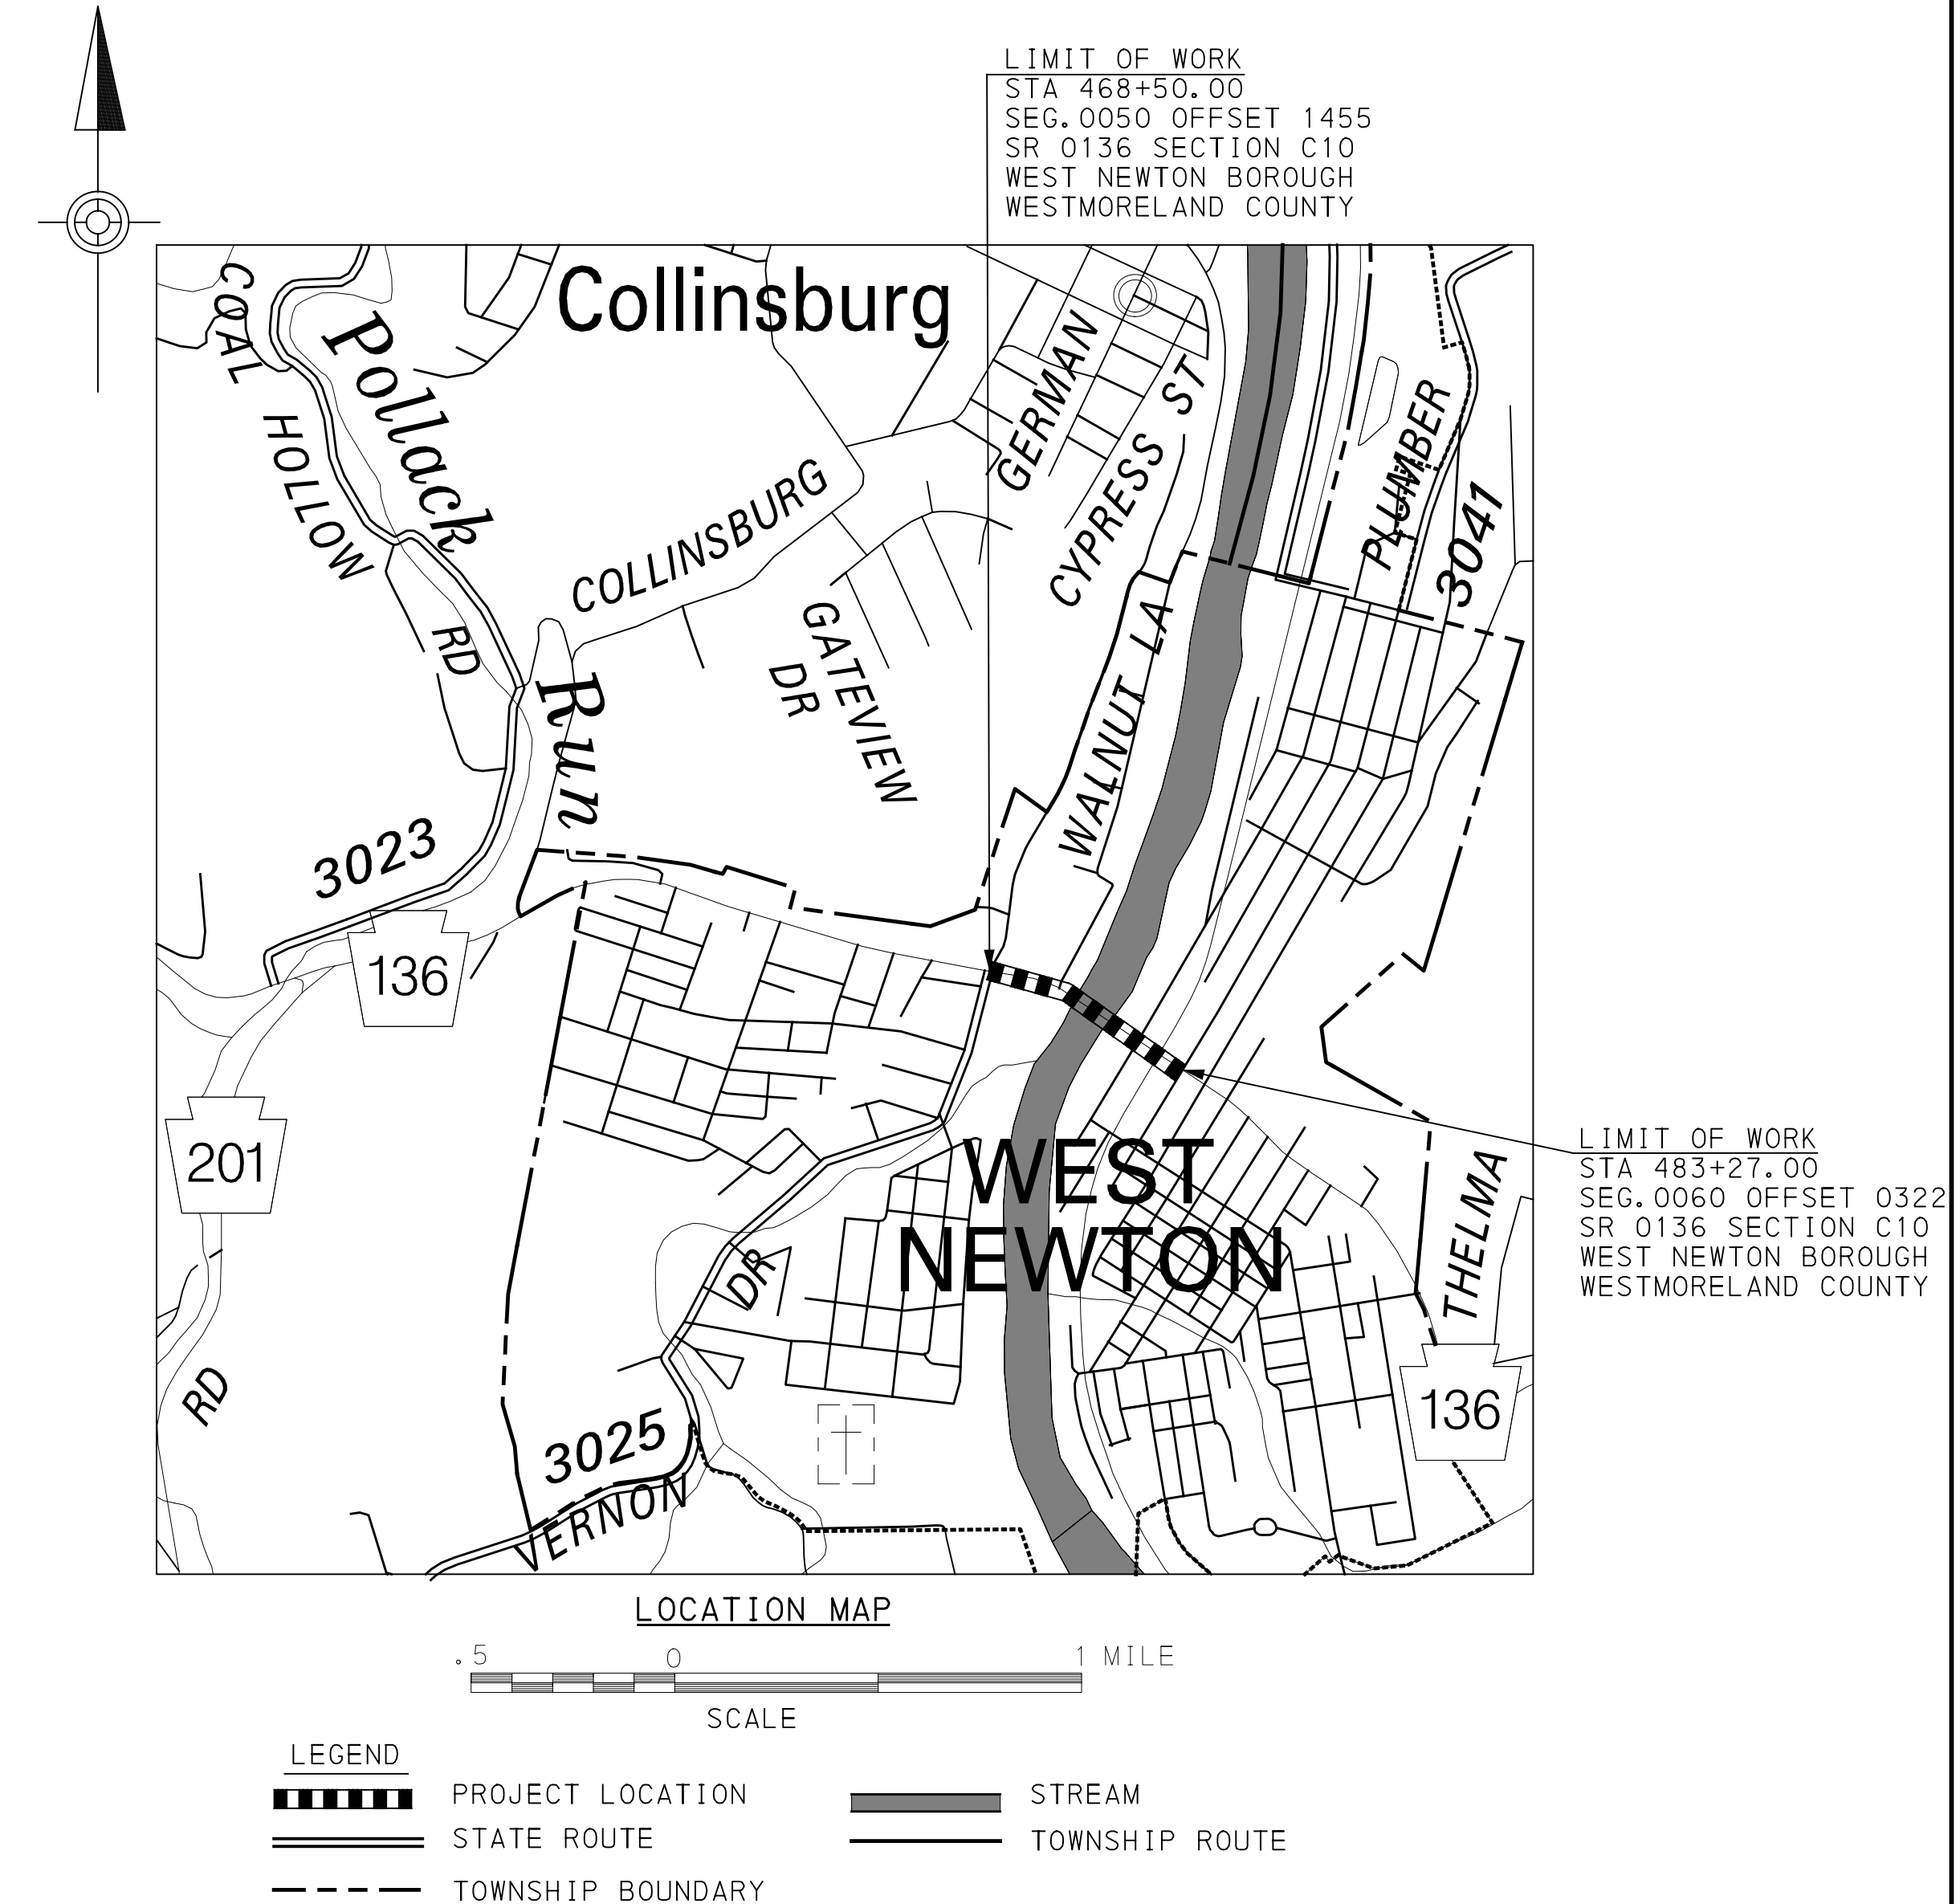 LIMIT OF WORK
STA 468+50.00
SEG.0050 OFFSET 1455
SR 0136 SECTION C10
WEST NEWTON BOROUGH
WESTMORELAND COUNTY
Collinsburg
COAL HOLLOW RD
Pollack Run
COLLINSBURG
GERMAN
CYPRESS ST
PLUMBER
3041
GATEVIEW DR
WALNUT LA
3023
136
201
WEST
NEWTON
LIMIT OF WORK
STA 483+27.00
SEG.0060 OFFSET 0322
SR 0136 SECTION C10
WEST NEWTON BOROUGH
WESTMORELAND COUNTY
THELMA
DR
RD
136
3025
VERNON
LOCATION MAP
.5 0 1 MILE
SCALE
LEGEND
PROJECT LOCATION
STREAM
STATE ROUTE
TOWNSHIP ROUTE
TOWNSHIP BOUNDARY